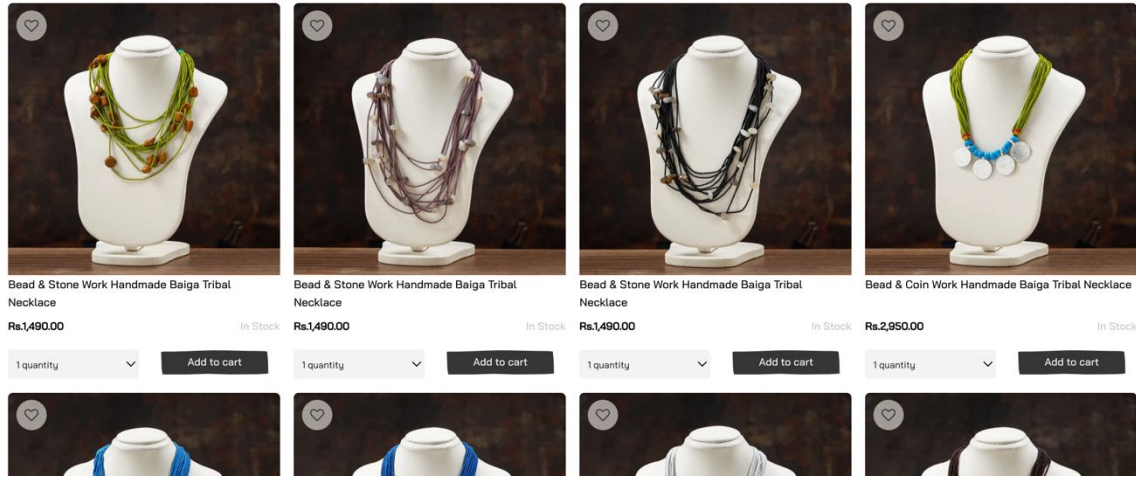 Bead & Stone Work Handmade Baiga Tribal
Necklace
Rs.1,490.00
In Stock
1 quantity
Add to cart
Bead & Stone Work Handmade Baiga Tribal
Necklace
Rs.1,490.00
In Stock
1 quantity
Add to cart
Bead & Stone Work Handmade Baiga Tribal
Necklace
Rs.1,490.00
In Stock
1 quantity
Add to cart
Bead & Coin Work Handmade Baiga Tribal Necklace
Rs.2,950.00
In Stock
1 quantity
Add to cart